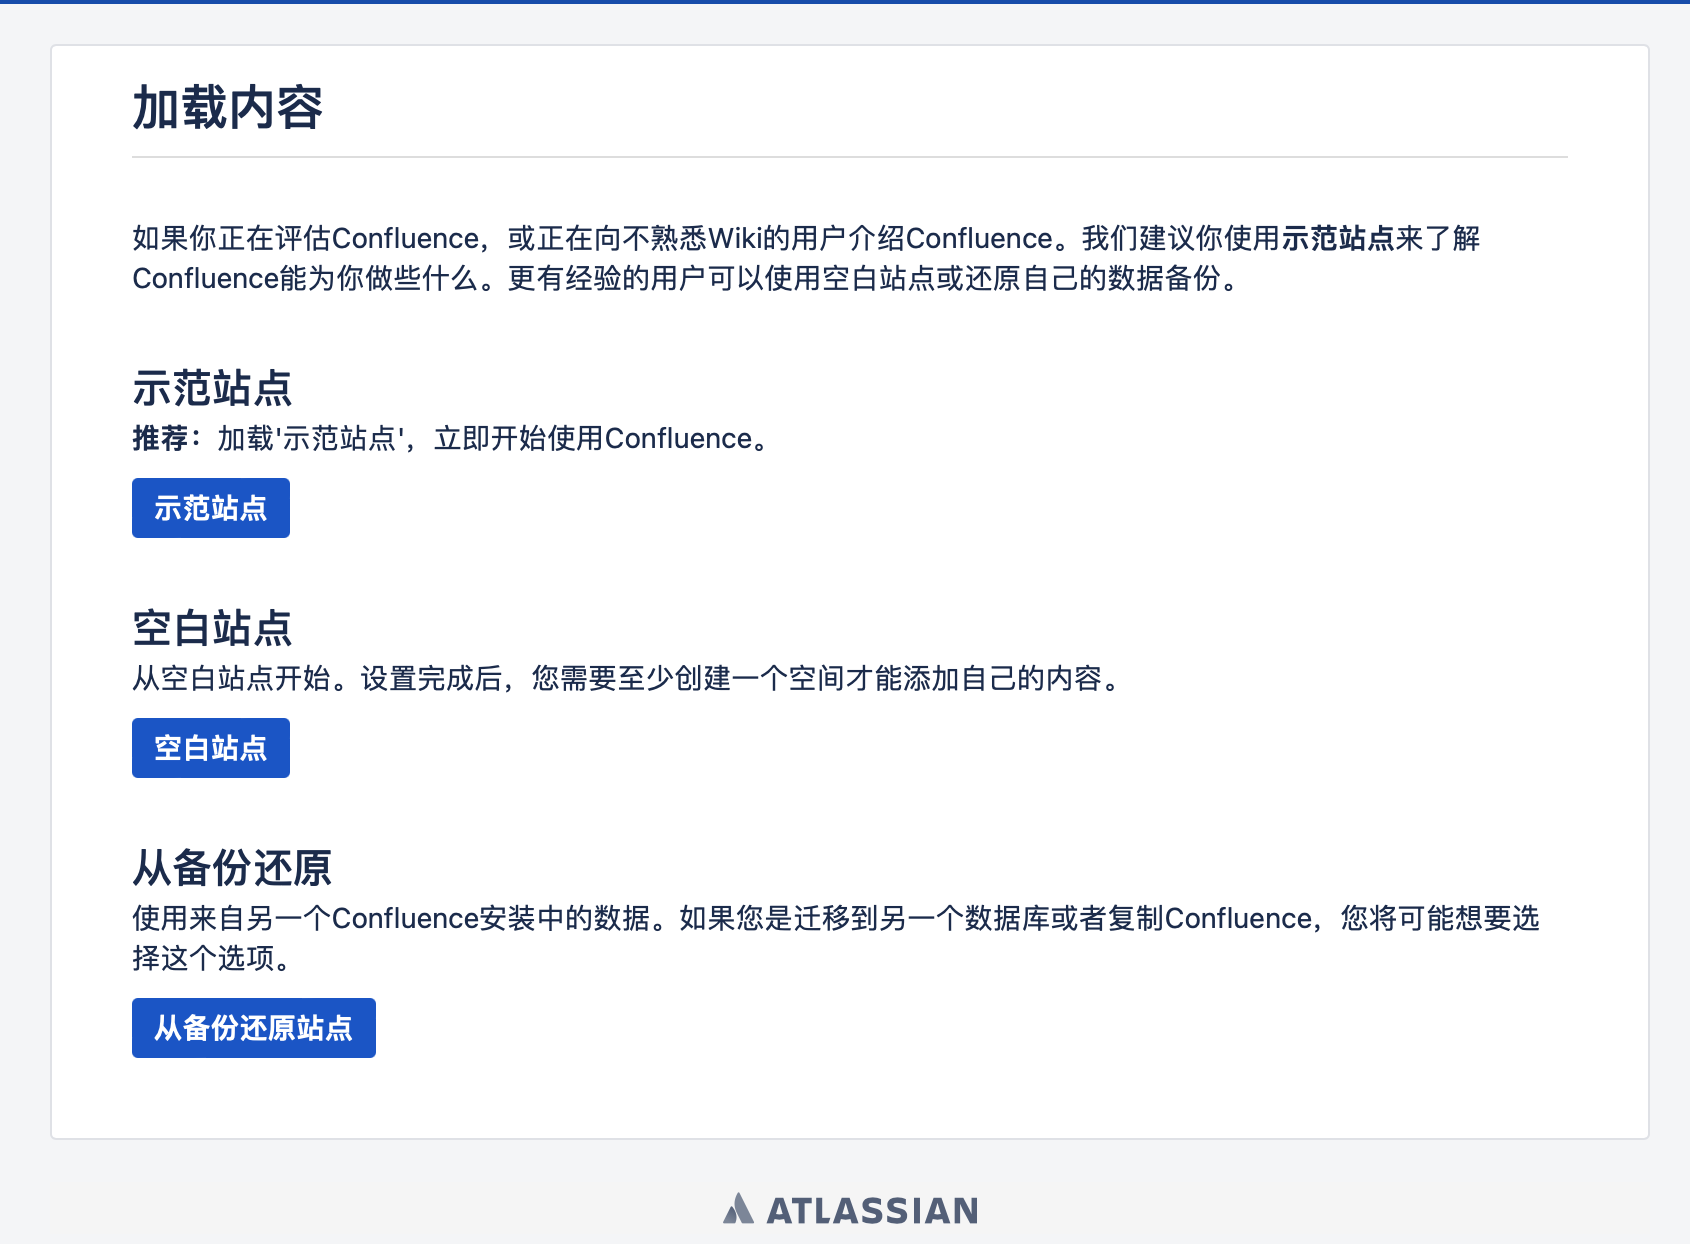 加载内容
如果你正在评估Confluence，或正在向不熟悉Wiki的用户介绍Confluence。我们建议你使用示范站点来了解
Confluence能为你做些什么。更有经验的用户可以使用空白站点或还原自己的数据备份。
示范站点
推荐：加载'示范站点'，立即开始使用Confluence。
示范站点
空白站点
从空白站点开始。设置完成后，您需要至少创建一个空间才能添加自己的内容。
空白站点
从备份还原
使用来自另一个Confluence安装中的数据。如果您是迁移到另一个数据库或者复制Confluence，您将可能想要选
择这个选项。
从备份还原站点
ATLASSIAN